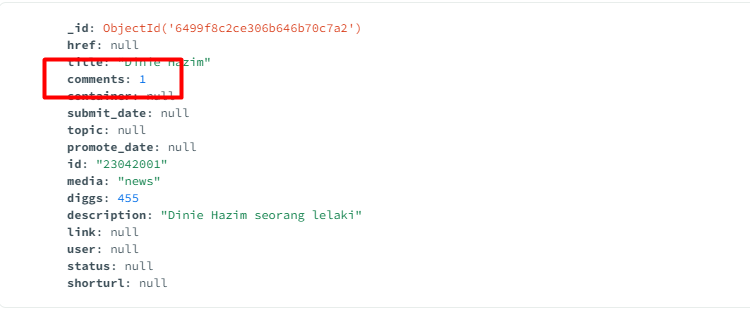 _id: ObjectId('6499f8c2ce306b646b70c7a2')
href: null
title: "Dinie Hazim"
comments: 1
container: null
submit_date: null
topic: null
promote_date: null
id: "23042001"
media: "news"
diggs: 455
description: "Dinie Hazim seorang lelaki"
link: null
user: null
status: null
shorturl: null